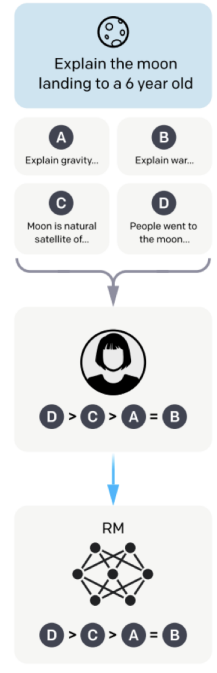 Explain the moon
landing to a 6 year old
A
B
Explain gravity...
Explain war...
C
D
Moon is natural
satellite of...
People went to
the moon...
D > C > A = B
RM
D > C > A = B